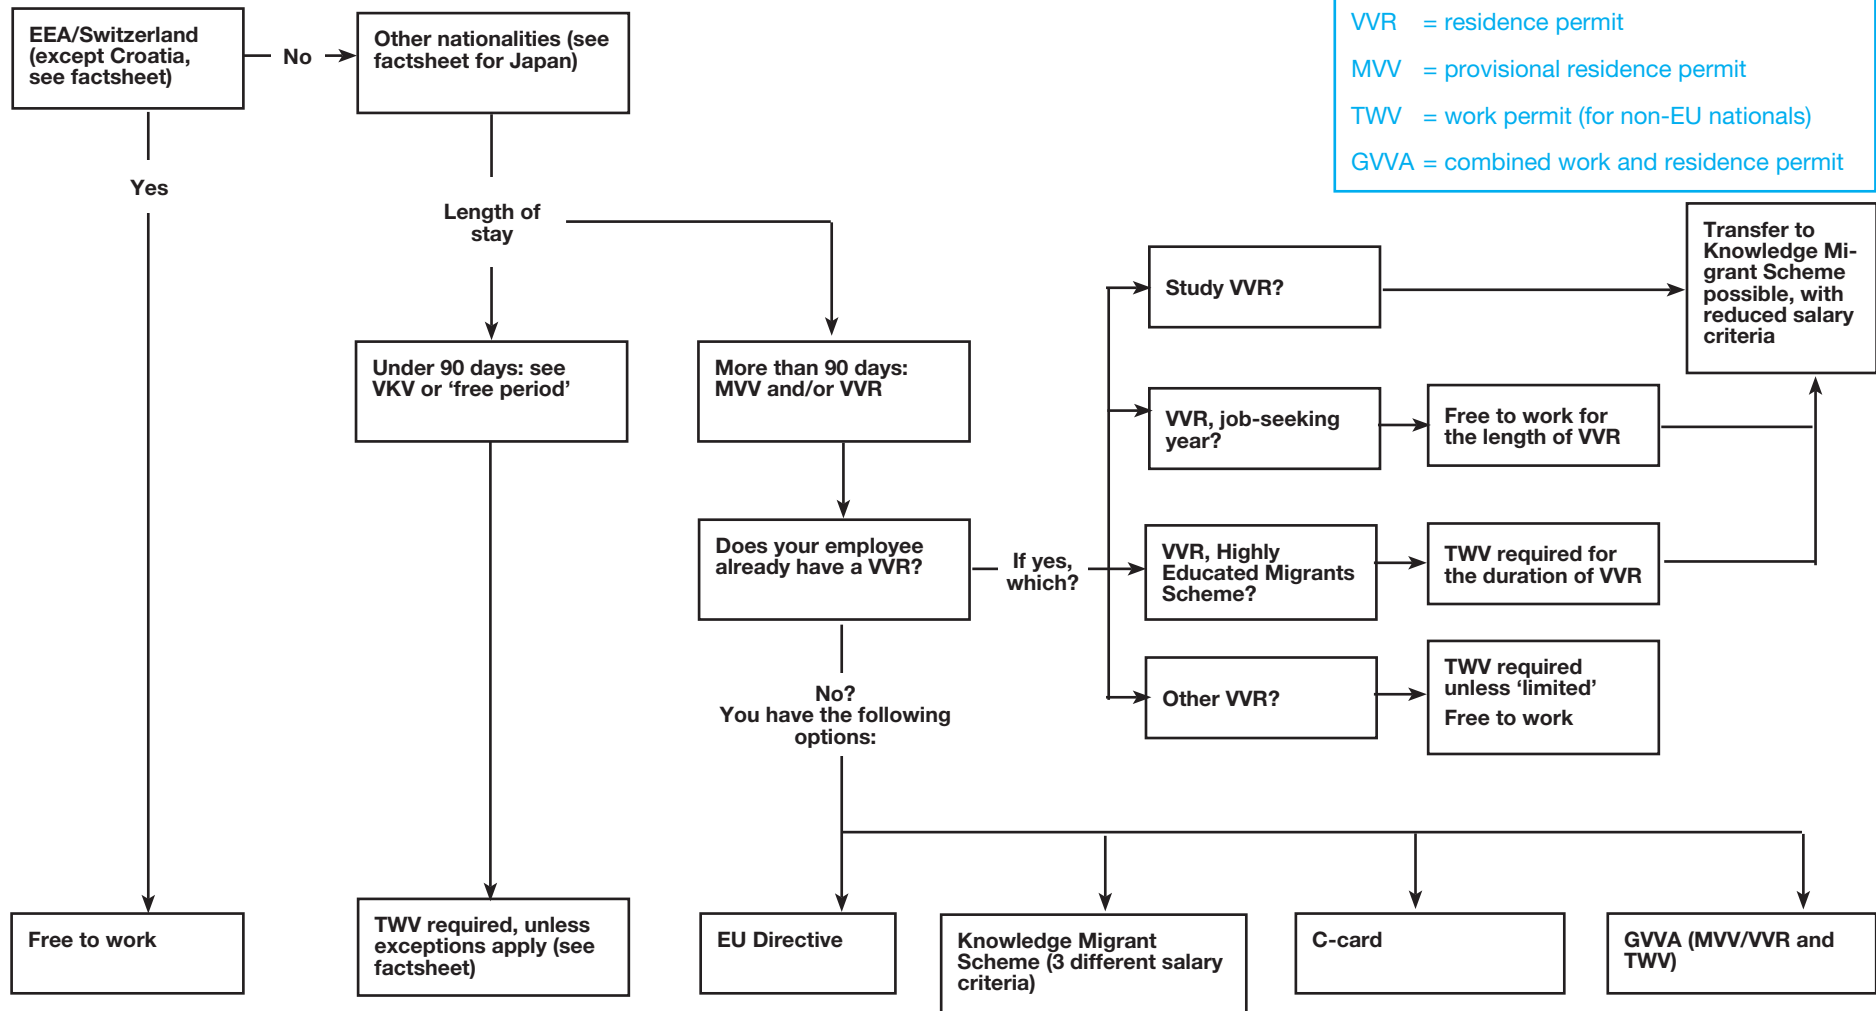 EEA/Switzerland
(except Croatia,
see factsheet)
No
Other nationalities (see
factsheet for Japan)
VVR = residence permit
MVV = provisional residence permit
TWV = work permit (for non-EU nationals)
GVVA = combined work and residence permit
Yes
Length of
stay
Under 90 days: see
VKV or ‘free period’
More than 90 days:
MVV and/or VVR
Does your employee
already have a VVR?
If yes,
which?
Study VVR?
Transfer to
Knowledge Mi-
grant Scheme
possible, with
reduced salary
criteria
VVR, job-seeking
year?
Free to work for
the length of VVR
VVR, Highly
Educated Migrants
Scheme?
TWV required for
the duration of VVR
Other VVR?
TWV required
unless ‘limited’
Free to work
No?
You have the following
options:
Free to work
TWV required, unless
exceptions apply (see
factsheet)
EU Directive
Knowledge Migrant
Scheme (3 different salary
criteria)
C-card
GVVA (MVV/VVR and
TWV)